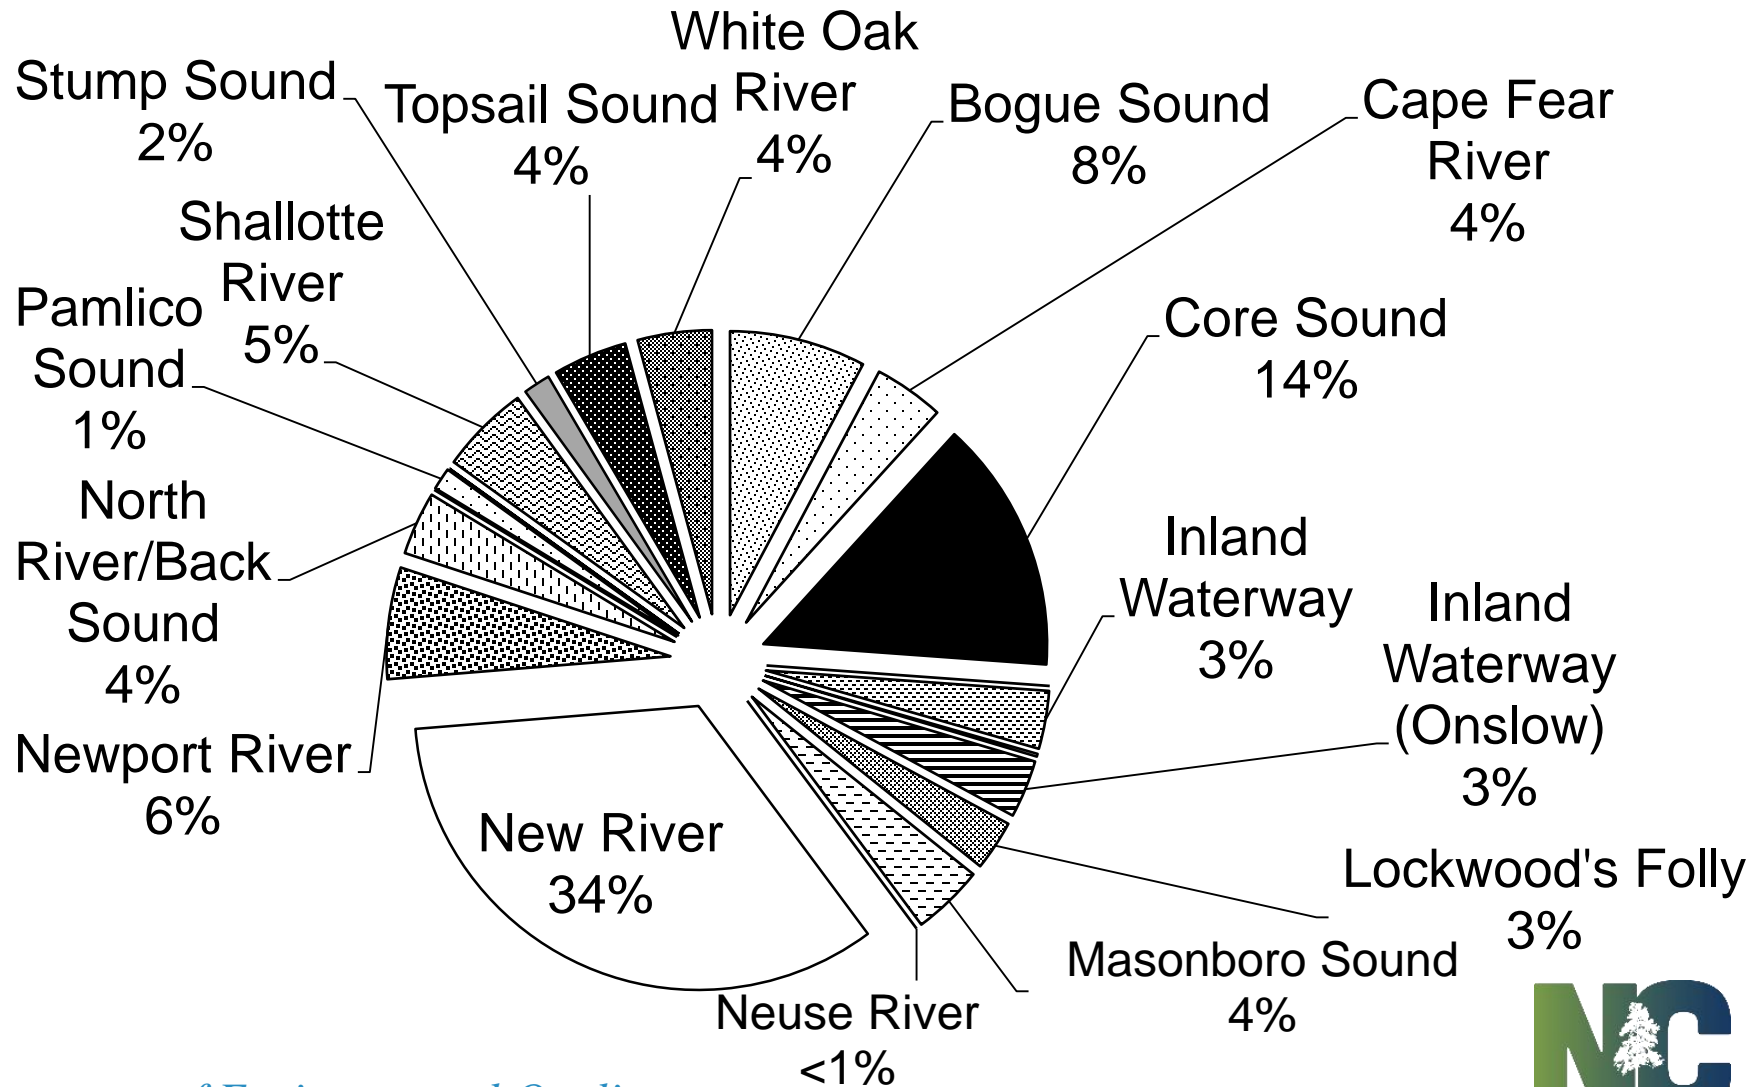 White Oak
River
4%
Stump Sound
2%
Topsail Sound
4%
Bogue Sound
8%
Cape Fear
River
4%
Shallotte
River
5%
Pamlico
Sound
1%
Core Sound
14%
North
River/Back
Sound
4%
Inland
Waterway
3%
Inland
Waterway
(Onslow)
3%
Newport River
6%
New River
34%
Lockwood's Folly
3%
Masonboro Sound
4%
Neuse River
<1%
NC